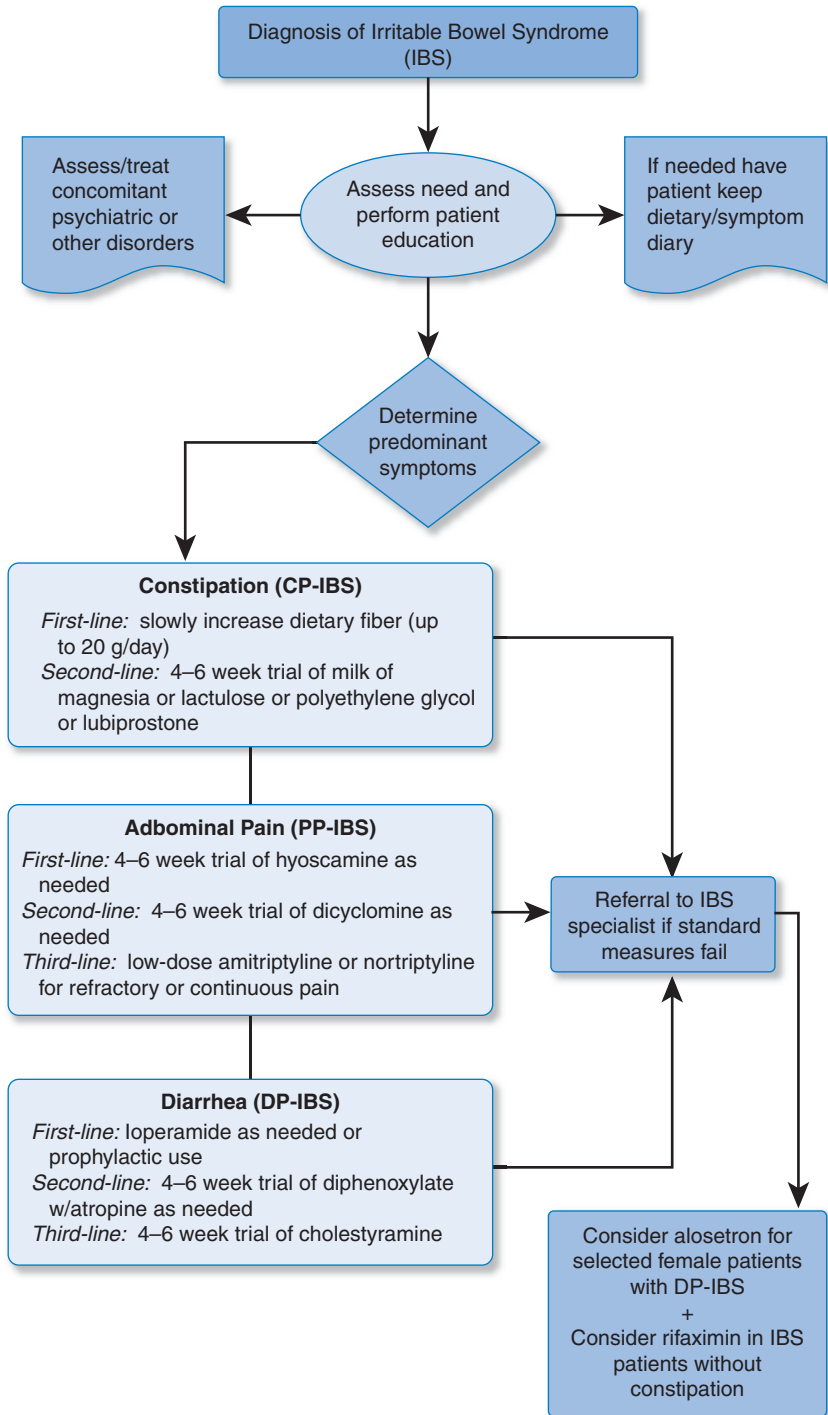 Diagnosis of Irritable Bowel Syndrome
(IBS)
Assess/treat
concomitant
psychiatric or
other disorders
Assess need and
perform patient
education
If needed have
patient keep
dietary/symptom
diary
Determine
predominant
symptoms
Constipation (CP-IBS)
First-line: slowly increase dietary fiber (up
to 20 g/day)
Second-line: 4–6 week trial of milk of
magnesia or lactulose or polyethylene glycol
or lubiprostone
Adbominal Pain (PP-IBS)
First-line: 4–6 week trial of hyoscamine as
needed
Second-line: 4–6 week trial of dicyclomine as
needed
Third-line: low-dose amitriptyline or nortriptyline
for refractory or continuous pain
Diarrhea (DP-IBS)
First-line: loperamide as needed or
prophylactic use
Second-line: 4–6 week trial of diphenoxylate
w/atropine as needed
Third-line: 4–6 week trial of cholestyramine
Referral to IBS
specialist if standard
measures fail
Consider alosetron for
selected female patients
with DP-IBS
+
Consider rifaximin in IBS
patients without
constipation